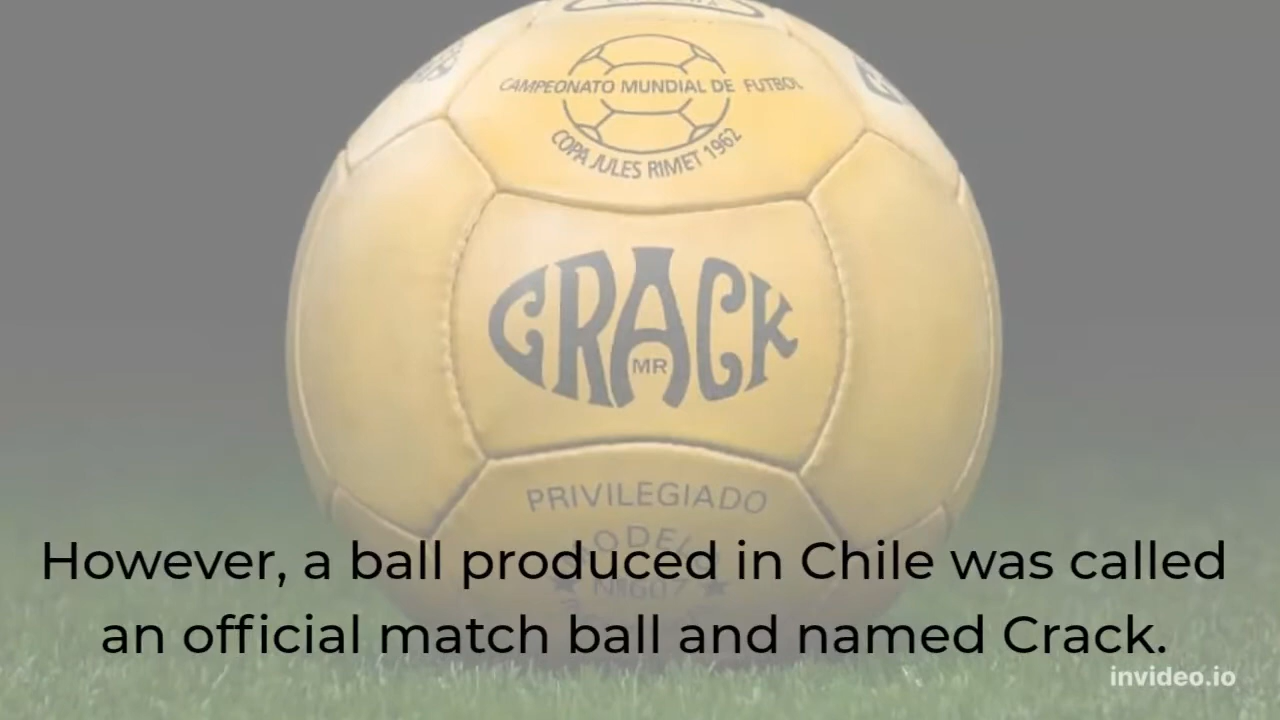 CAMPEONATO MUNDIAL DE FUTBOL
COPA JULES RIMET 1962
CRACK
MR
PRIVILEGIADO
However, a ball produced in Chile was called
an official match ball and named Crack.
invideo.io